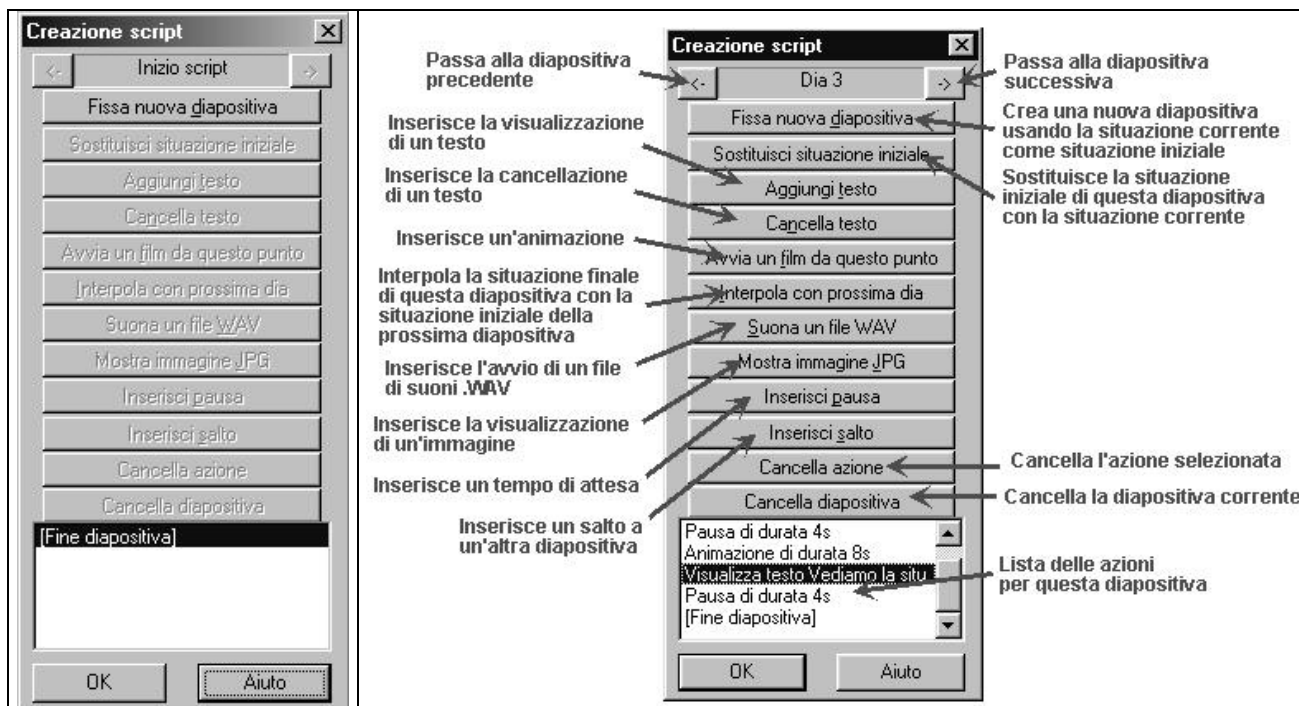 Creazione script
<-
Inizio script
->
Fissa nuova diapositiva
Sostituisci situazione iniziale
Aggiungi testo
Cancella testo
Avvia un film da questo punto
Interpola con prossima dia
Suona un file WAV
Mostra immagine JPG
Inserisci pausa
Inserisci salto
Cancella azione
Cancella diapositiva
[Fine diapositiva]
OK
Aiuto
Passa alla diapositiva
precedente
Inserisce la visualizzazione
di un testo
Inserisce la cancellazione
di un testo
Inserisce un'animazione
Interpola la situazione finale
di questa diapositiva con la
situazione iniziale della
prossima diapositiva
Inserisce l'avvio di un file
di suoni .WAV
Inserisce la visualizzazione
di un'immagine
Inserisce un tempo di attesa
Inserisce un salto a
un'altra diapositiva
Creazione script
<-
Dia 3
->
Fissa nuova diapositiva
Sostituisci situazione iniziale
Aggiungi testo
Cancella testo
Avvia un film da questo punto
Interpola con prossima dia
Suona un file WAV
Mostra immagine JPG
Inserisci pausa
Inserisci salto
Cancella azione
Cancella diapositiva
Pausa di durata 4s
Animazione di durata 8s
Visualizza testo Vediamo la situ
Pausa di durata 4s
[Fine diapositiva]
OK
Aiuto
Passa alla diapositiva
successiva
Crea una nuova diapositiva
usando la situazione corrente
come situazione iniziale
Sostituisce la situazione
iniziale di questa diapositiva
con la situazione corrente
Cancella l'azione selezionata
Cancella la diapositiva corrente
Lista delle azioni
per questa diapositiva